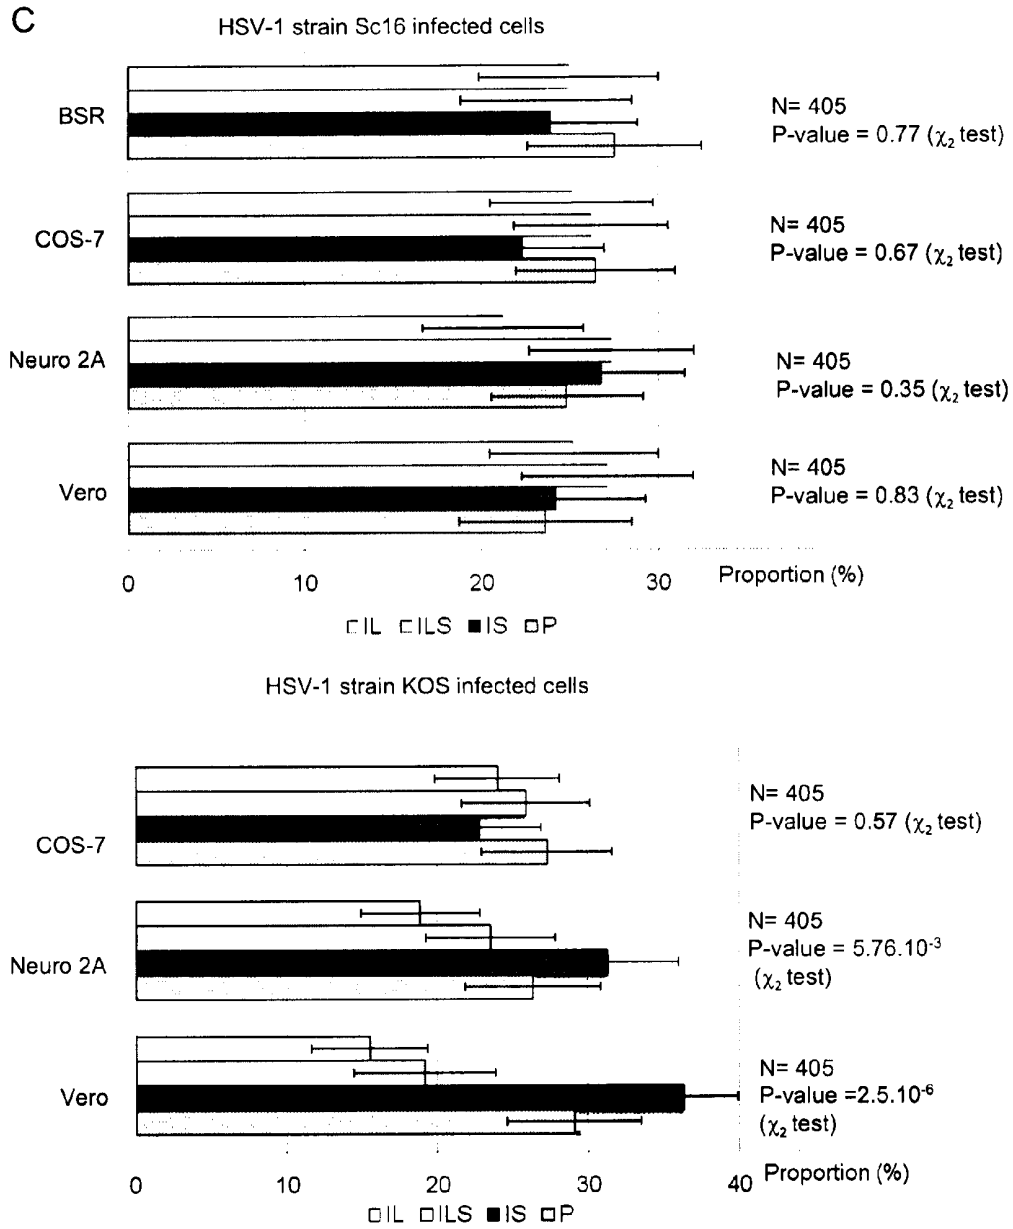 C
HSV-1 strain Sc16 infected cells
BSR
N= 405
P-value = 0.77 (χ₂ test)
COS-7
N= 405
P-value = 0.67 (χ₂ test)
Neuro 2A
N= 405
P-value = 0.35 (χ₂ test)
Vero
N= 405
P-value = 0.83 (χ₂ test)
0 10 20 30 Proportion (%)
IL ILS IS P
HSV-1 strain KOS infected cells
COS-7
N= 405
P-value = 0.57 (χ₂ test)
Neuro 2A
N= 405
P-value = 5.76.10⁻³
(χ₂ test)
Vero
N= 405
P-value =2.5.10⁻⁶
(χ₂ test)
0 10 20 30 40 Proportion (%)
IL ILS IS P